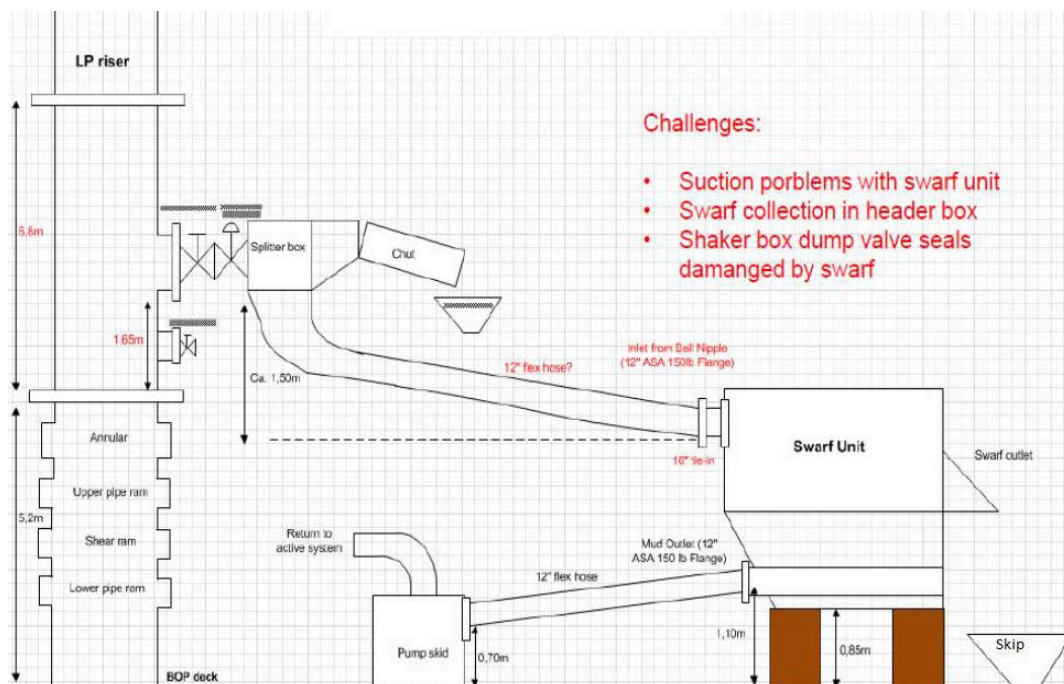 LP riser
Challenges:
• Suction porblems with swarf unit
• Swarf collection in header box
• Shaker box dump valve seals
damanged by swarf
6,8m
Splitter box
Chut
1,65m
Ca. 1,50m
12" flex hose?
Inlet from Bell Nipple
(12" ASA 150lb Flange)
16" tie-in
Annular
Upper pipe ram
Shear ram
Lower pipe ram
5,2m
Swarf Unit
Swarf outlet
Return to
active system
Mud Outlet (12"
ASA 150 lb Flange)
12" flex hose
Pump skid
0,70m
1,10m
0,85m
Skip
BOP deck